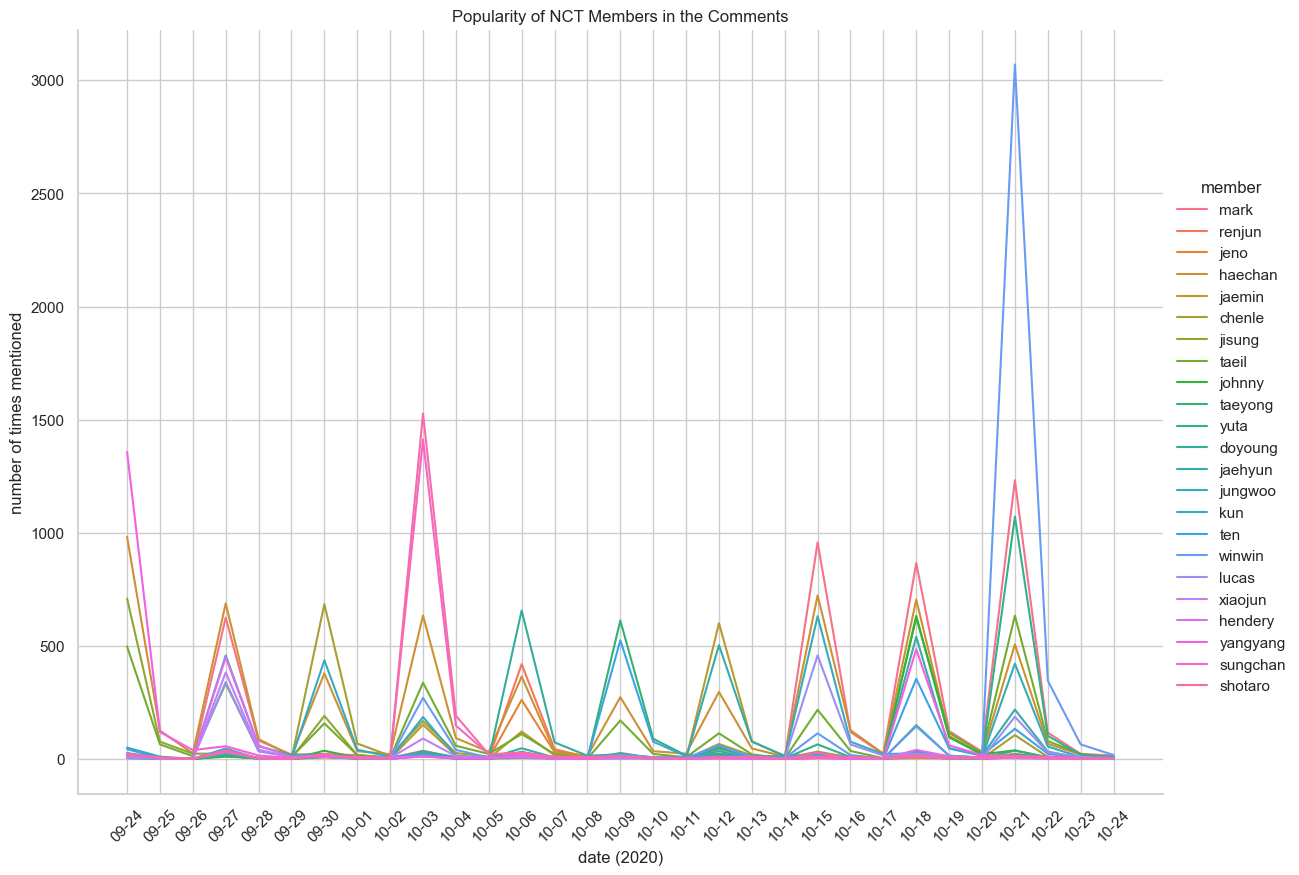 Popularity of NCT Members in the Comments
3000
2500
2000
1500
1000
500
0
number of times mentioned
09-24
09-25
09-26
09-27
09-28
09-29
09-30
10-01
10-02
10-03
10-04
10-05
10-06
10-07
10-08
10-09
10-10
10-11
10-12
10-13
10-14
10-15
10-16
10-17
10-18
10-19
10-20
10-21
10-22
10-23
10-24
date (2020)
member
mark
renjun
jeno
haechan
jaemin
chenle
jisung
taeil
johnny
taeyong
yuta
doyoung
jaehyun
jungwoo
kun
ten
winwin
lucas
xiaojun
hendery
yangyang
sungchan
shotaro